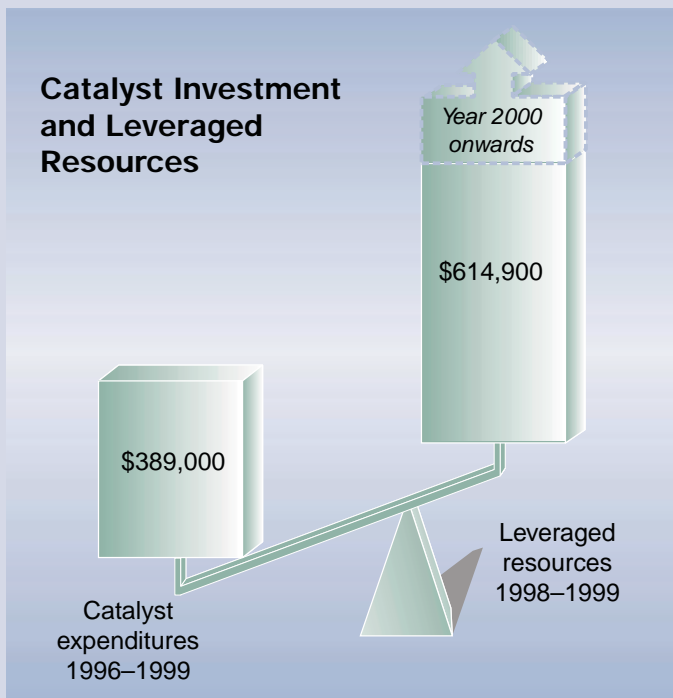 Catalyst Investment
and Leveraged
Resources
Year 2000
onwards
$614,900
$389,000
Leveraged
resources
1998–1999
Catalyst
expenditures
1996–1999